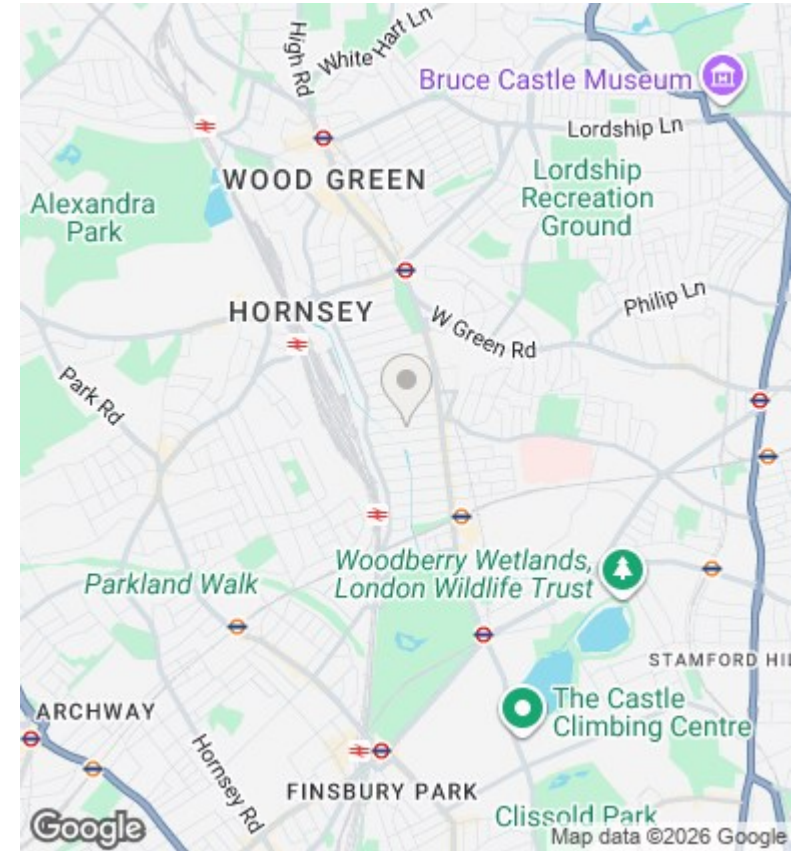 High Rd
White Hart Ln
Bruce Castle Museum
Lordship Ln
WOOD GREEN
Lordship
Recreation
Ground
Alexandra
Park
Philip Ln
HORNSEY
W Green Rd
Park Rd
Woodberry Wetlands,
London Wildlife Trust
Parkland Walk
STAMFORD HIL
The Castle
Climbing Centre
ARCHWAY
Hornsey Rd
FINSBURY PARK
Clissold Park
Google
Map data ©2026 Google